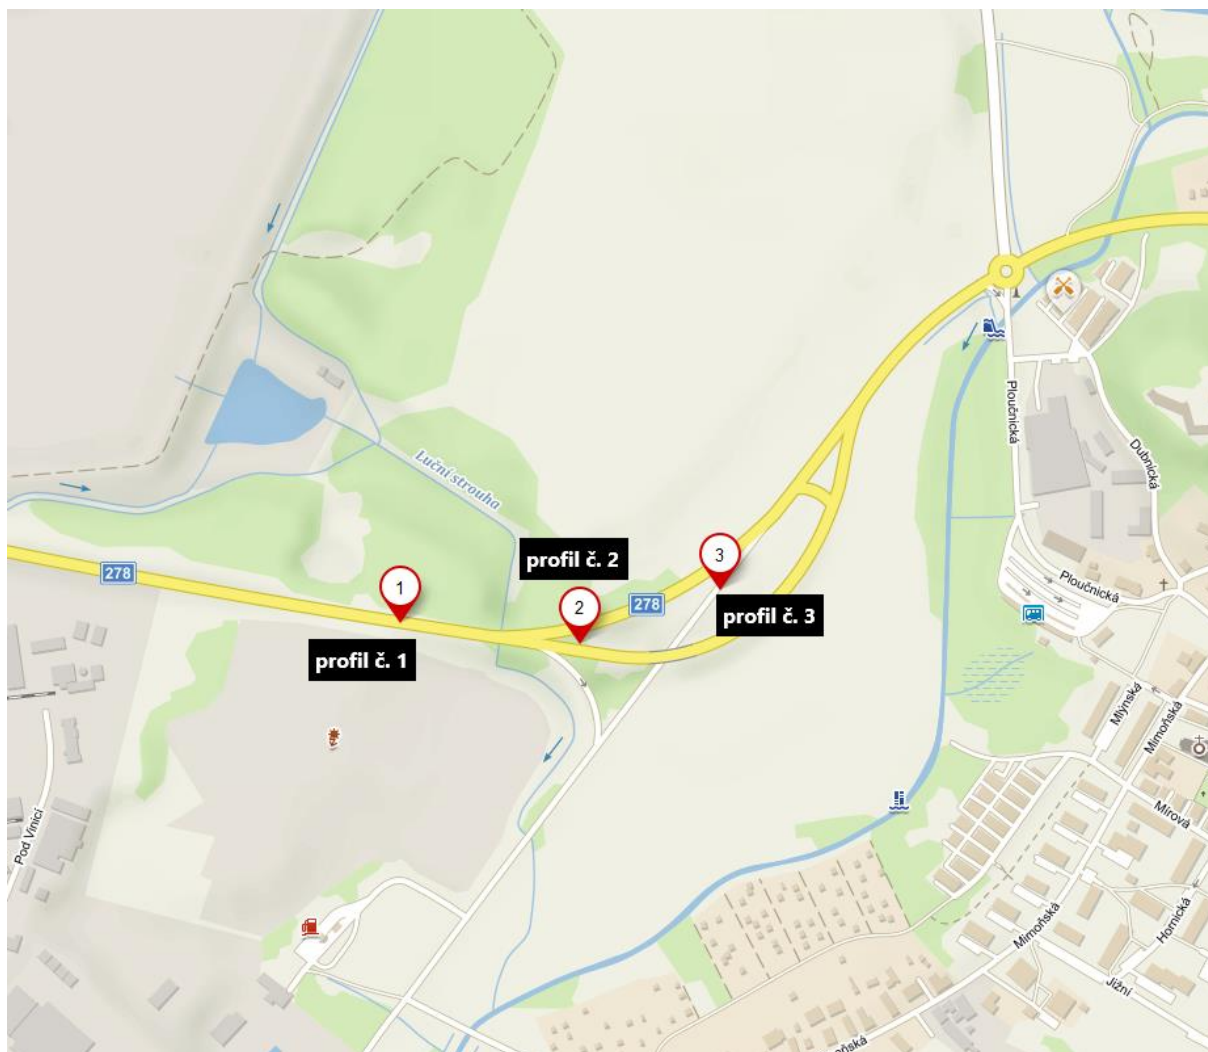 Luční strouha
278
1
profil č. 1
profil č. 2
2
278
3
profil č. 3
Ploučnická
Dubnická
Ploučnická
Mlýnská
Mimoňská
Mírová
Pod Vinicí
Hornická
Mimoňská
Jižní